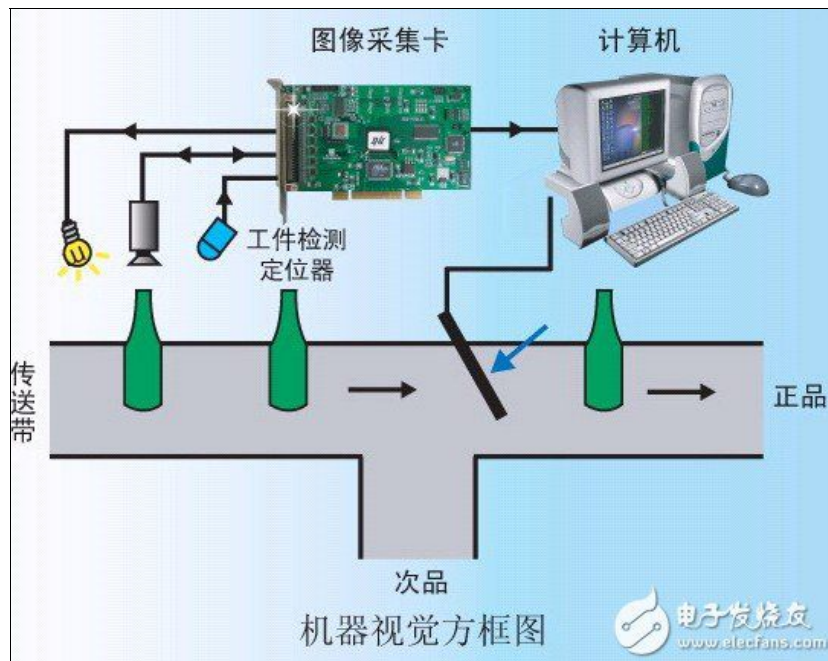 图像采集卡
计算机
工件检测
定位器
传送带
正品
次品
机器视觉方框图
电子发烧友
www.elecfans.com